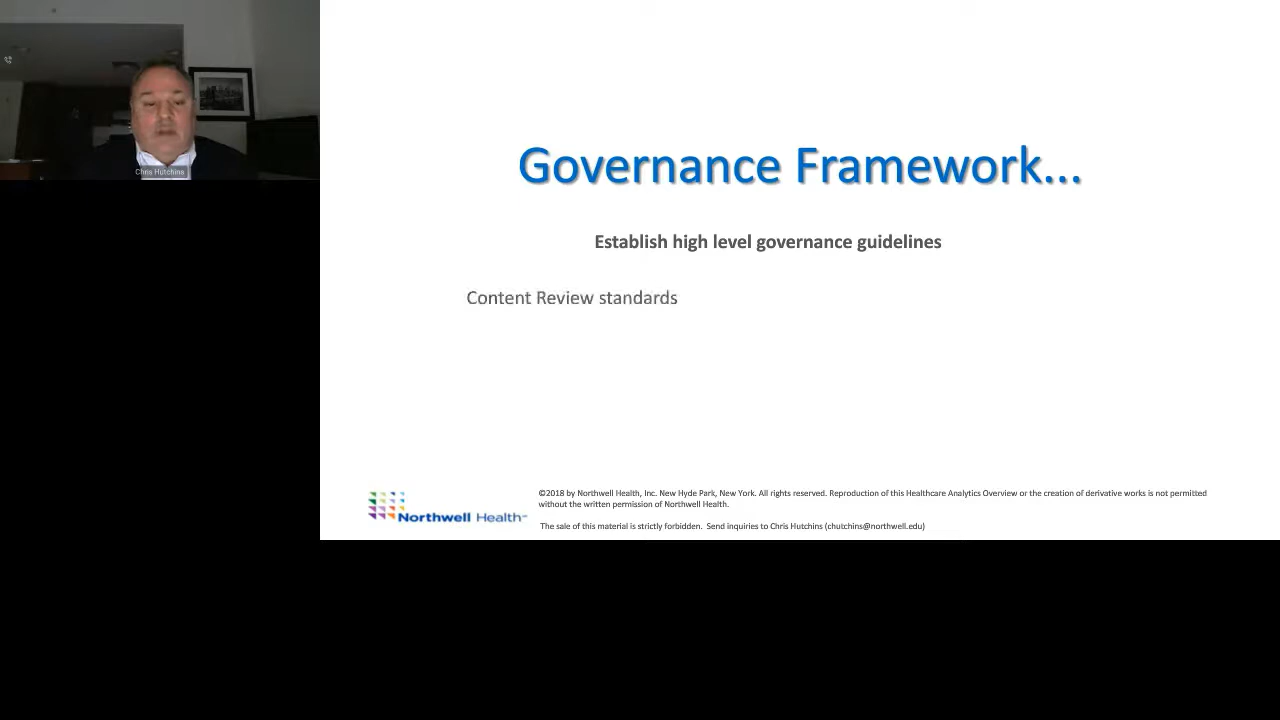 Chris Hutchins
Governance Framework...
Establish high level governance guidelines
Content Review standards
Northwell Health℠
©2018 by Northwell Health, Inc. New Hyde Park, New York. All rights reserved. Reproduction of this Healthcare Analytics Overview or the creation of derivative works is not permitted
without the written permission of Northwell Health.
The sale of this material is strictly forbidden. Send inquiries to Chris Hutchins (chutchins@northwell.edu)